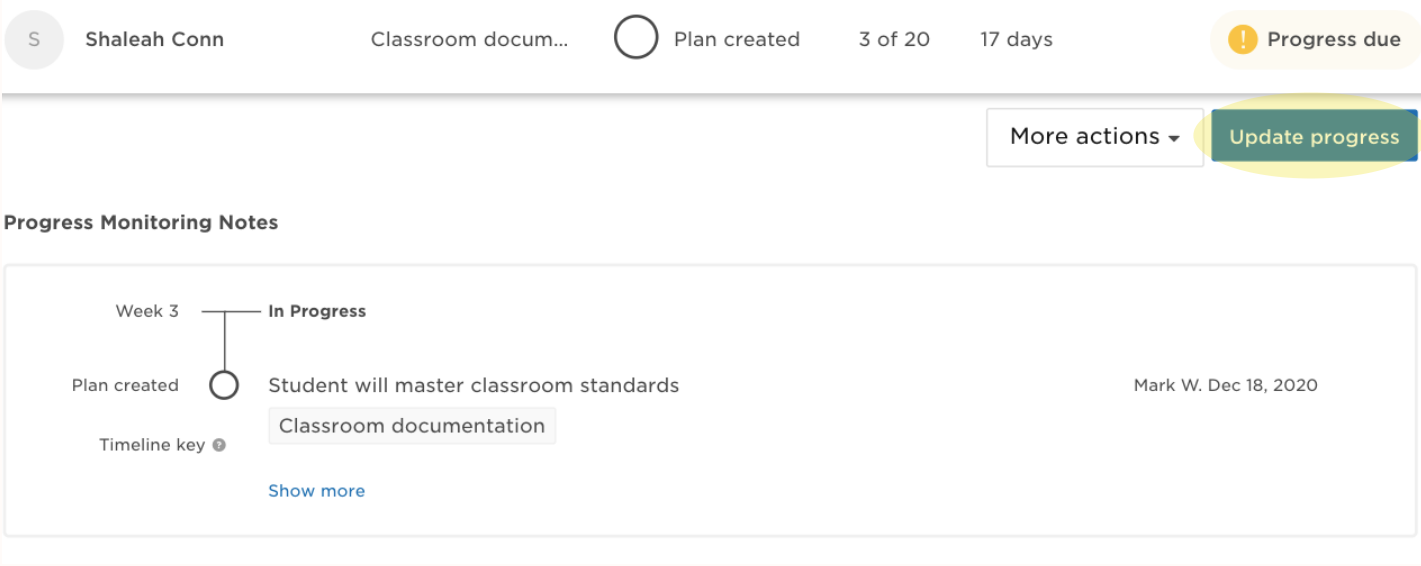 S Shaleah Conn Classroom docum... Plan created 3 of 20 17 days ! Progress due
More actions Update progress
Progress Monitoring Notes
Week 3 In Progress
Plan created Student will master classroom standards Mark W. Dec 18, 2020
Classroom documentation
Timeline key ?
Show more